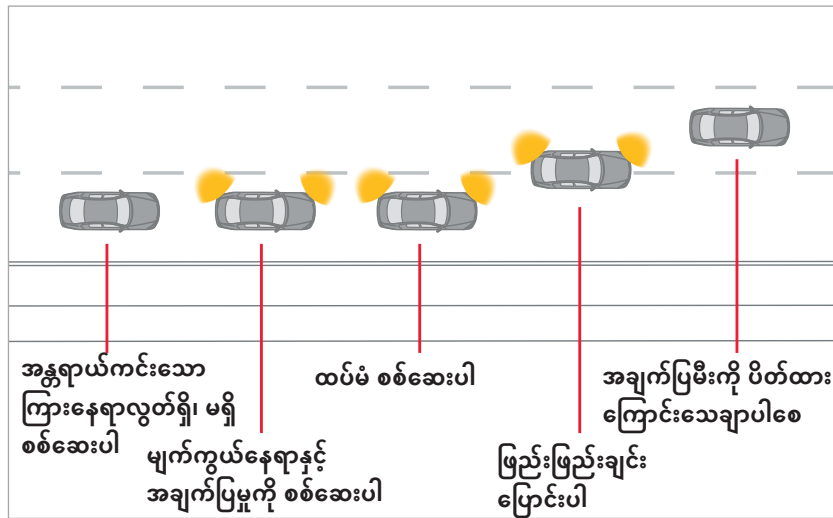 အန္တရာယ်ကင်းသော
ကြားနေရာလွတ်ရှိ၊ မရှိ
စစ်ဆေးပါ
မျက်ကွယ်နေရာနှင့်
အချက်ပြမှုကို စစ်ဆေးပါ
ထပ်မံ စစ်ဆေးပါ
ဖြည်းဖြည်းချင်း
ပြောင်းပါ
အချက်ပြမီးကို ပိတ်ထား
ကြောင်းသေချာပါစေ